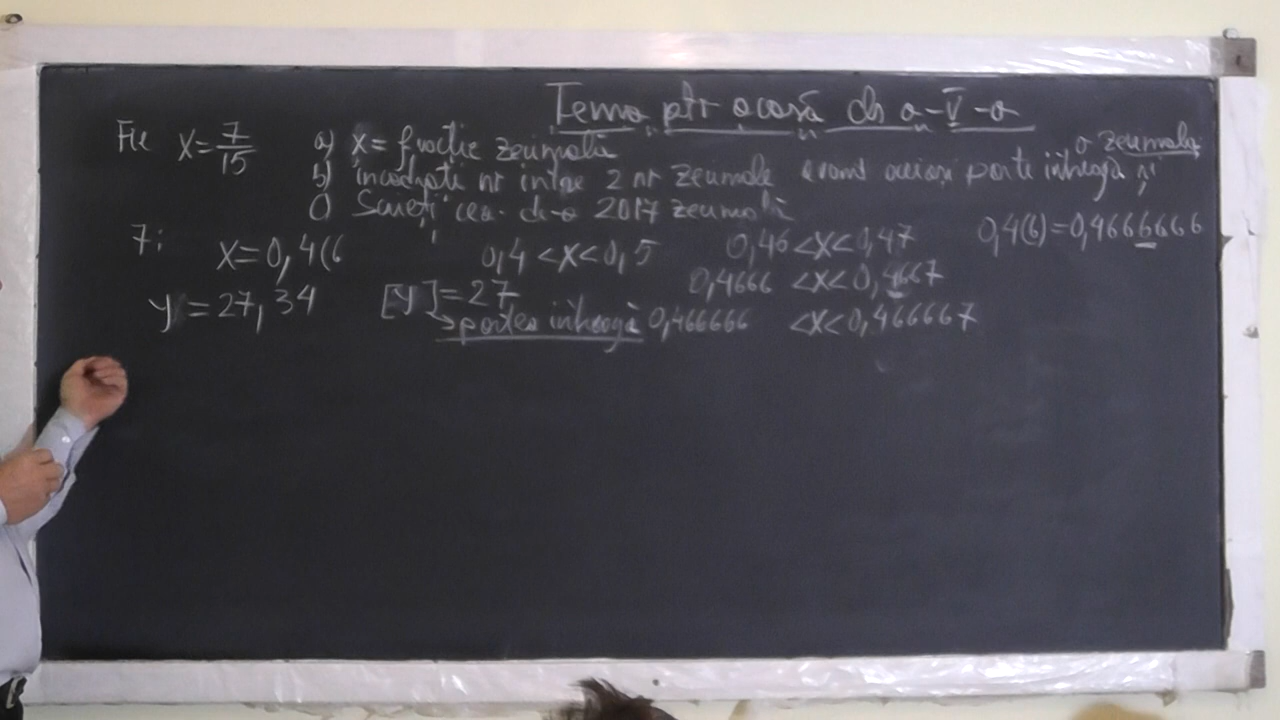 Tema ptr acasă cls a-V-a
Fie x=7/15 a) x= fracție zecimală
b) încadrați nr între 2 nr zecimale având aceeași parte întreagă și o zecimală
c) Scrieți cea-de-a 2017 zecimală
7:
x=0,4(6 0,4<x<0,5 0,46<x<0,47 0,4(6)=0,4666666
0,4666 <x<0,4667
y=27,34 [y]=27
partea întreagă 0,466666 <x<0,466667